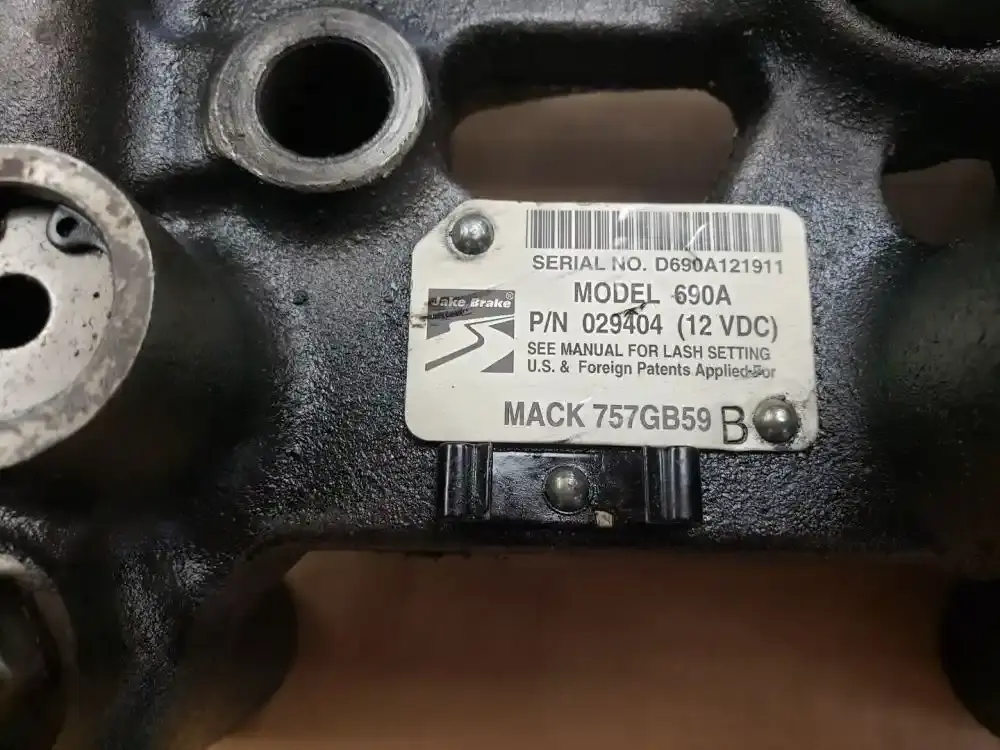 SERIAL NO. D690A121911
Jake Brake®
MODEL 690A
P/N 029404 (12 VDC)
SEE MANUAL FOR LASH SETTING
U.S. & Foreign Patents Applied For
MACK 757GB59 B